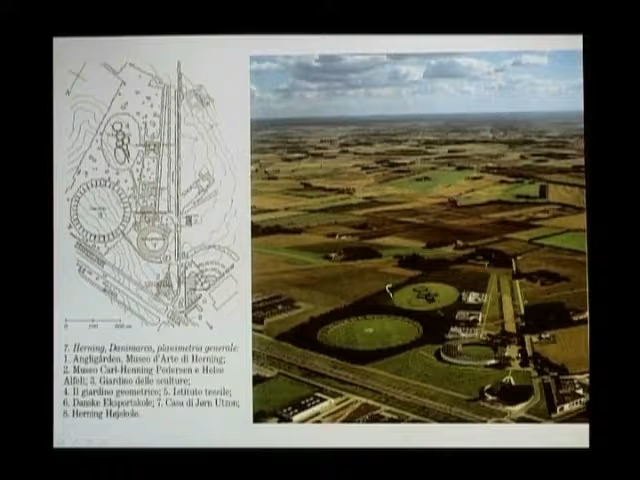 7. Herning, Danimarca, planimetria generale:
1. Angligården, Museo d'Arte di Herning;
2. Museo Carl-Henning Pedersen e Helse
Alfelt; 3. Giardino delle sculture;
4. Il giardino geometrico; 5. Istituto tessile;
6. Danske Eksportskole; 7. Casa di Jørn Utzon;
8. Herning Højskole.